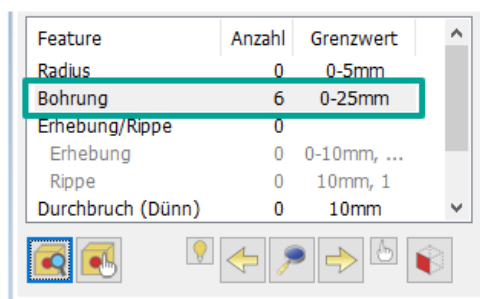 Feature Anzahl Grenzwert
Radius 0 0-5mm
Bohrung 6 0-25mm
Erhebung/Rippe 0
Erhebung 0 0-10mm, ...
Rippe 0 10mm, 1
Durchbruch (Dünn) 0 10mm